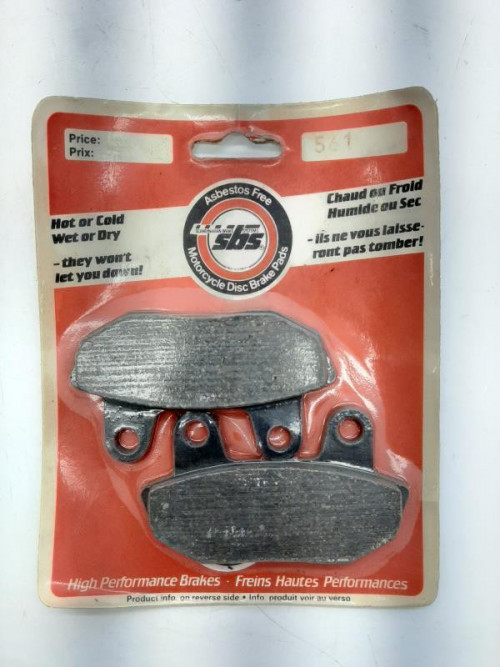 Price:
Prix:
561
Asbestos Free
sbs
Motorcycle Disc Brake Pads
Hot or Cold
Wet or Dry
- they won't
let you down!
Chaud ou Froid
Humide ou Sec
- ils ne vous laisse-
ront pas tomber!
High Performance Brakes · Freins Hautes Performances
Product info. on reverse side • Info. produit voir au verso